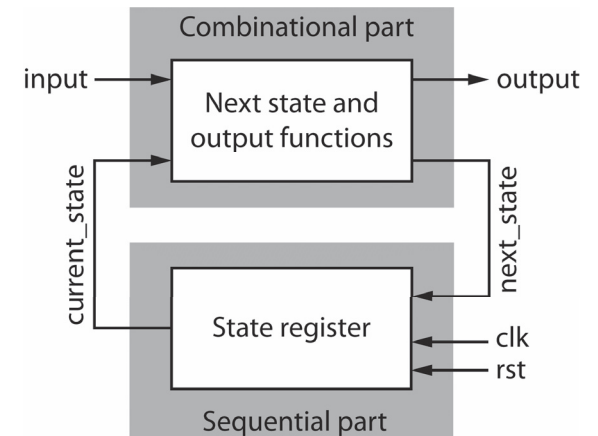 Combinational part
input
Next state and
output functions
output
current_state
next_state
State register
clk
rst
Sequential part